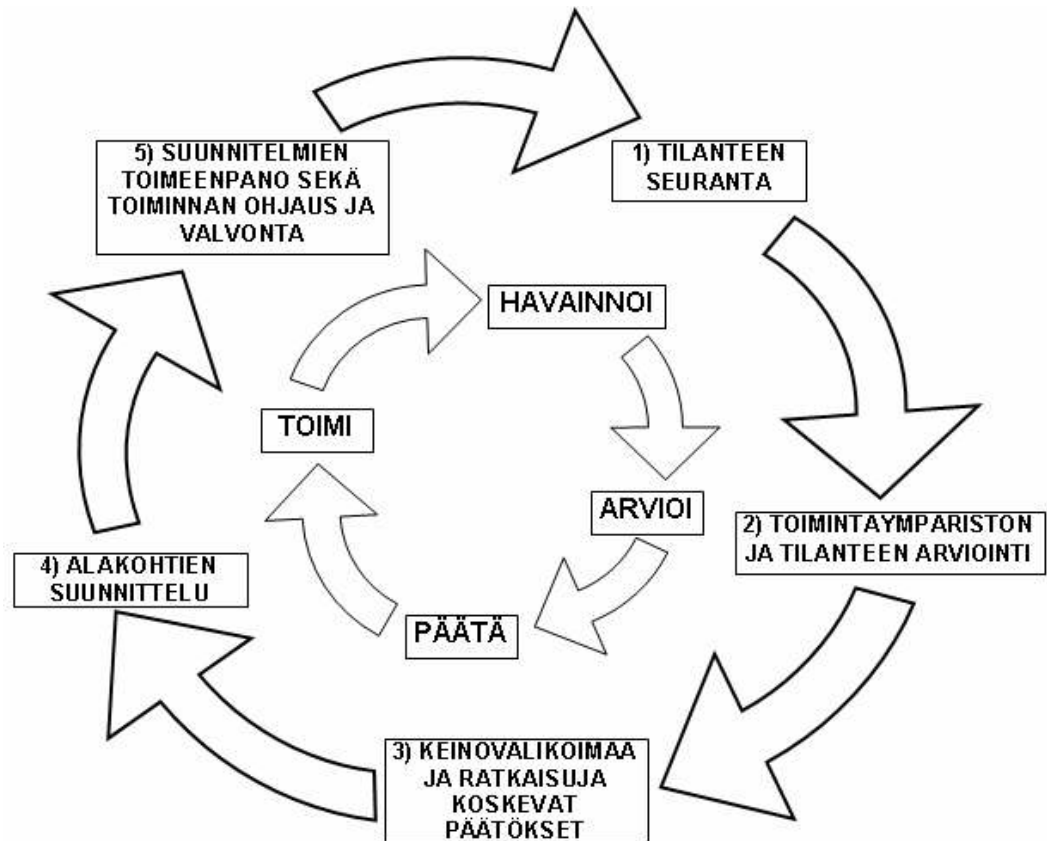 1) TILANTEEN
SEURANTA
2) TOIMINTAYMPARISTON
JA TILANTEEN ARVIOINTI
3) KEINOVALIKOIMAA
JA RATKAISUJA
KOSKEVAT
PÄÄTÖKSET
4) ALAKOHTIEN
SUUNNITTELU
5) SUUNNITELMIEN
TOIMEENPANO SEKÄ
TOIMINNAN OHJAUS JA
VALVONTA
HAVAINNOI
ARVIOI
PÄÄTÄ
TOIMI